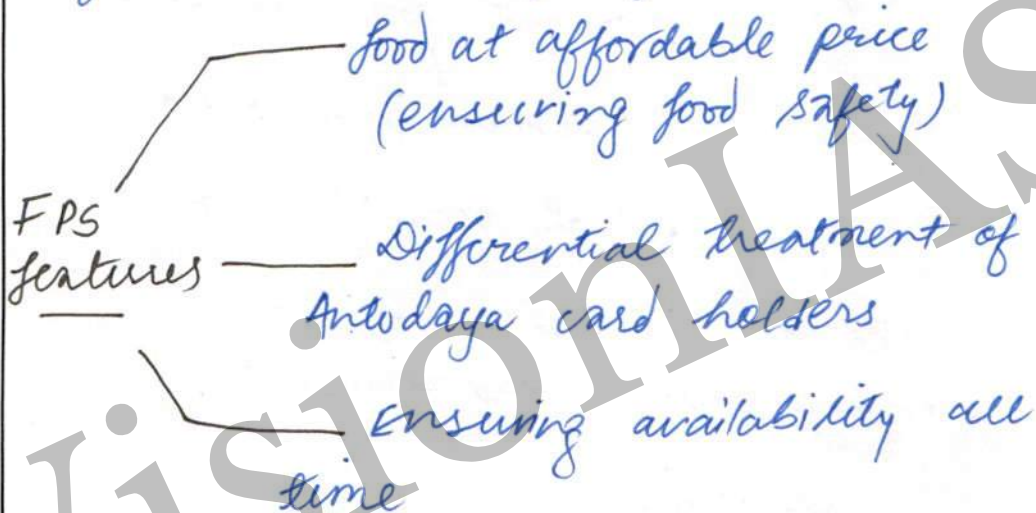 food at affordable price
(ensuring food safety)
FPS
features
Differential treatment of
Antodaya card holders
Ensuring availability all
time
VisionIAS